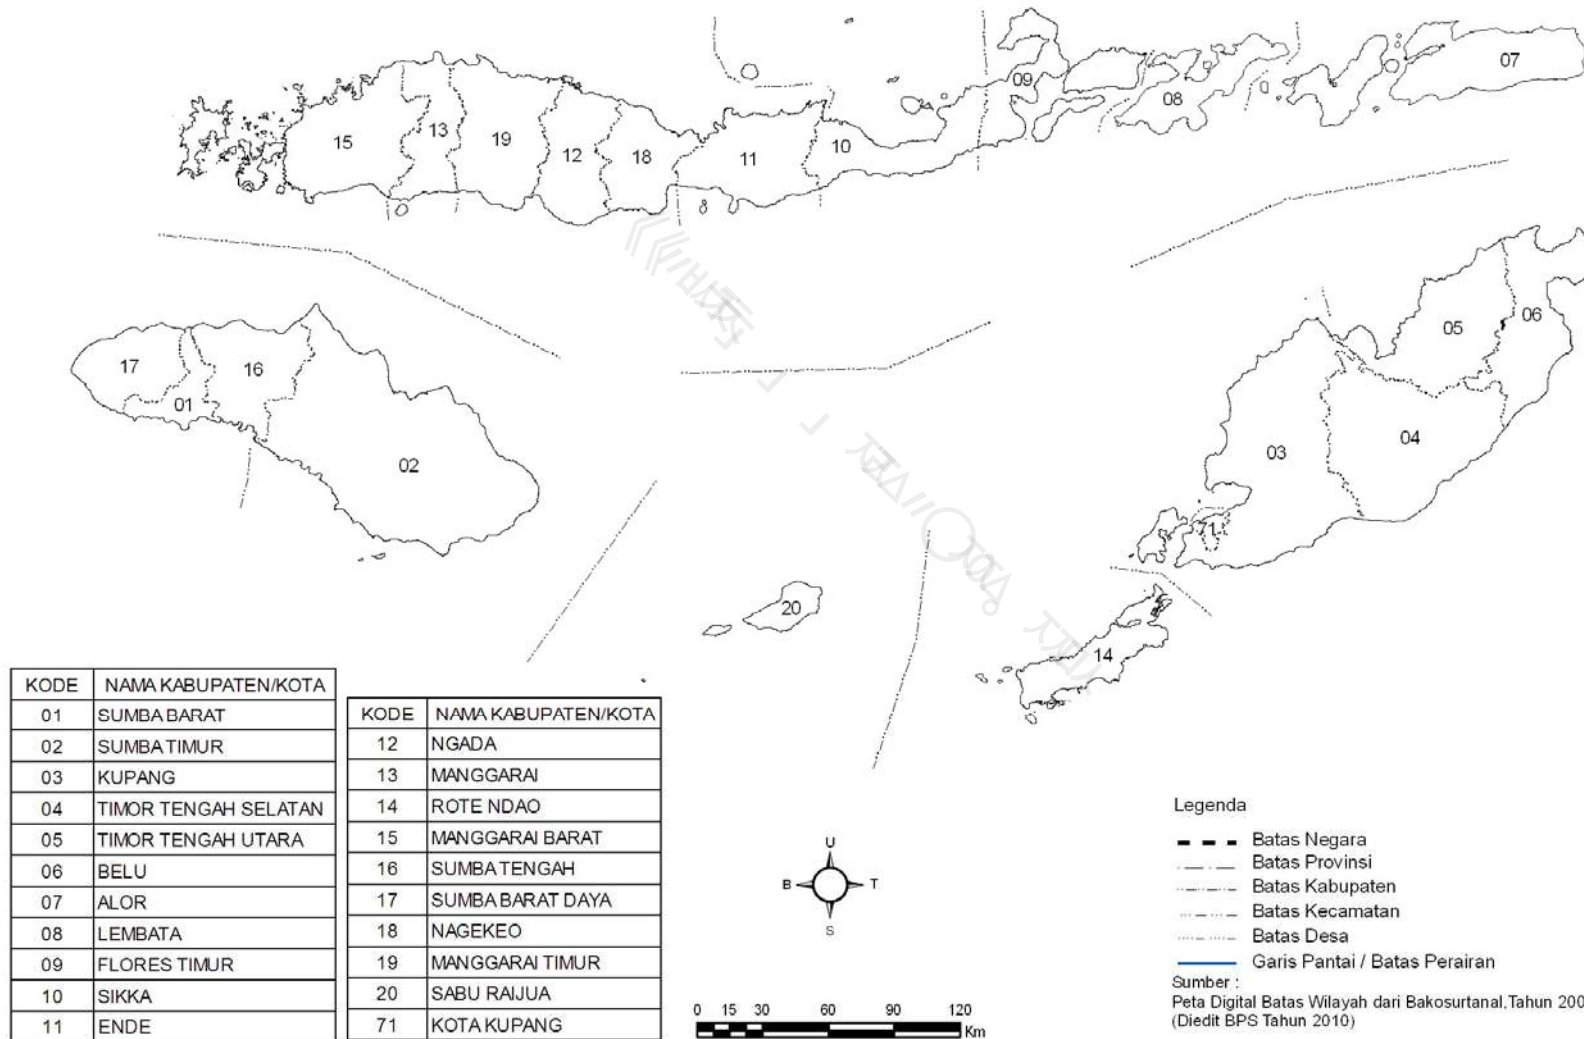 09
07
08
15
13
19
12
18
11
10
06
05
17
16
01
04
02
03
71
20
14
KODE NAMA KABUPATEN/KOTA
01 SUMBA BARAT
02 SUMBA TIMUR
03 KUPANG
04 TIMOR TENGAH SELATAN
05 TIMOR TENGAH UTARA
06 BELU
07 ALOR
08 LEMBATA
09 FLORES TIMUR
10 SIKKA
11 ENDE
KODE NAMA KABUPATEN/KOTA
12 NGADA
13 MANGGARAI
14 ROTE NDAO
15 MANGGARAI BARAT
16 SUMBA TENGAH
17 SUMBA BARAT DAYA
18 NAGEKEO
19 MANGGARAI TIMUR
20 SABU RAIJUA
71 KOTA KUPANG
U
B T
S
0 15 30 60 90 120
Km
Legenda
Batas Negara
Batas Provinsi
Batas Kabupaten
Batas Kecamatan
Batas Desa
Garis Pantai / Batas Perairan
Sumber :
Peta Digital Batas Wilayah dari Bakosurtanal,Tahun 200
(Diedit BPS Tahun 2010)